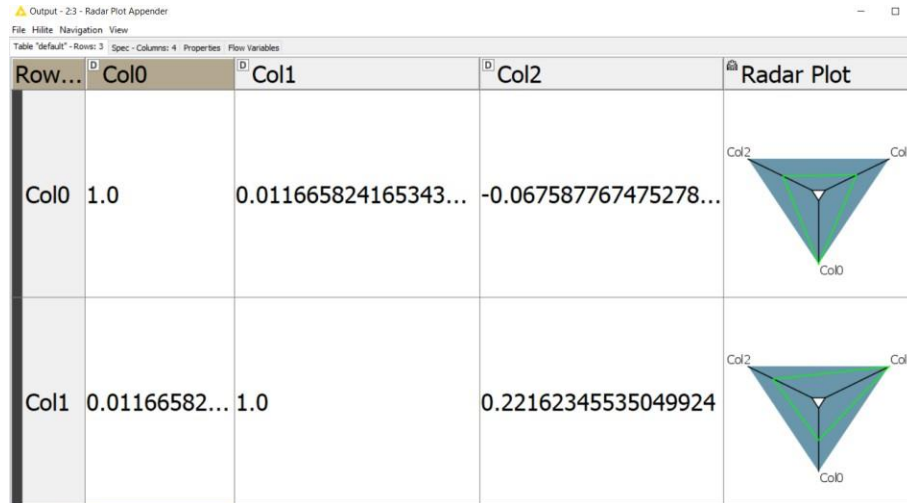 Output - 2:3 - Radar Plot Appender
File Hilite Navigation View
Table "default" - Rows: 3 Spec - Columns: 4 Properties Flow Variables
Row... D Col0 D Col1 D Col2 Radar Plot
Col2 Col
Col0 1.0 0.011665824165343... -0.067587767475278...
Col0
Col2 Col
Col1 0.01166582... 1.0 0.22162345535049924
Col0